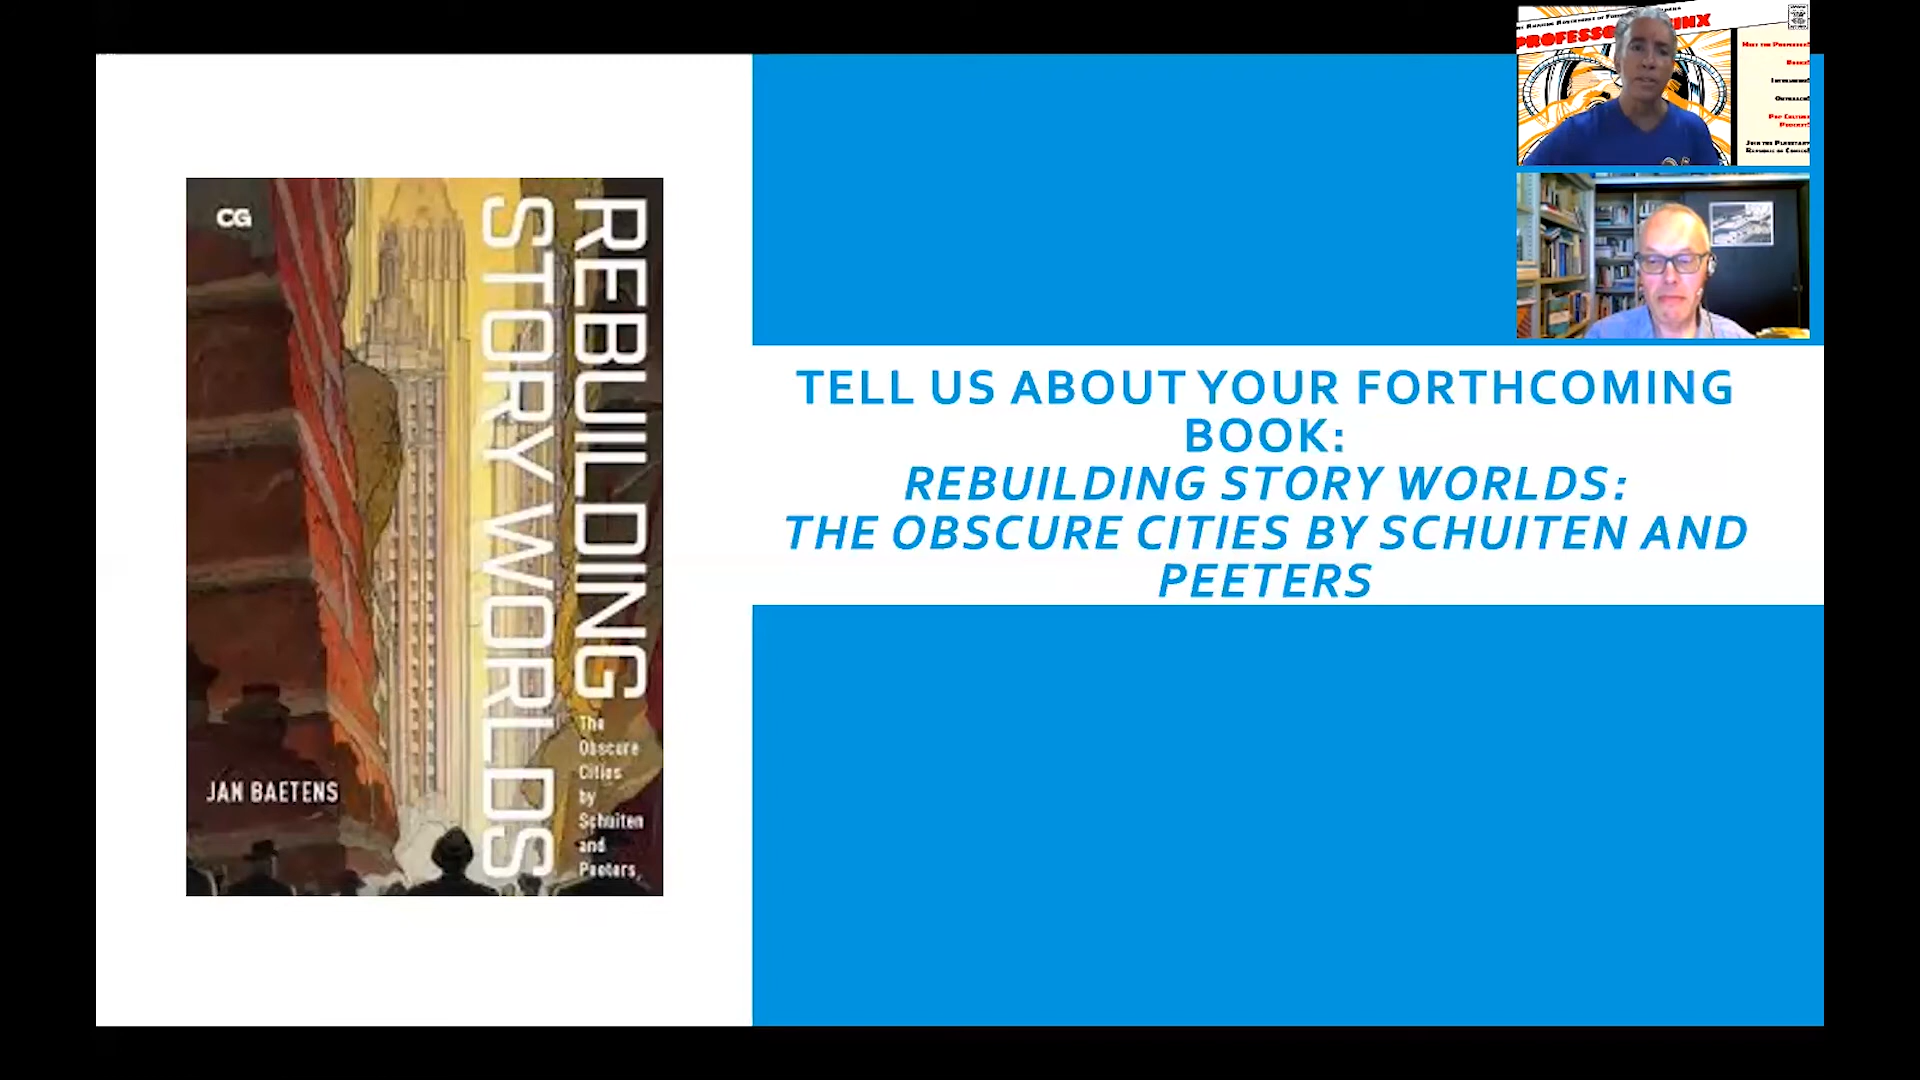 CG
REBUILDING
STORY WORLDS
The
Obscure
Cities
by
Schuiten
and
Peeters
JAN BAETENS
TELL US ABOUT YOUR FORTHCOMING
BOOK:
REBUILDING STORY WORLDS:
THE OBSCURE CITIES BY SCHUITEN AND
PEETERS